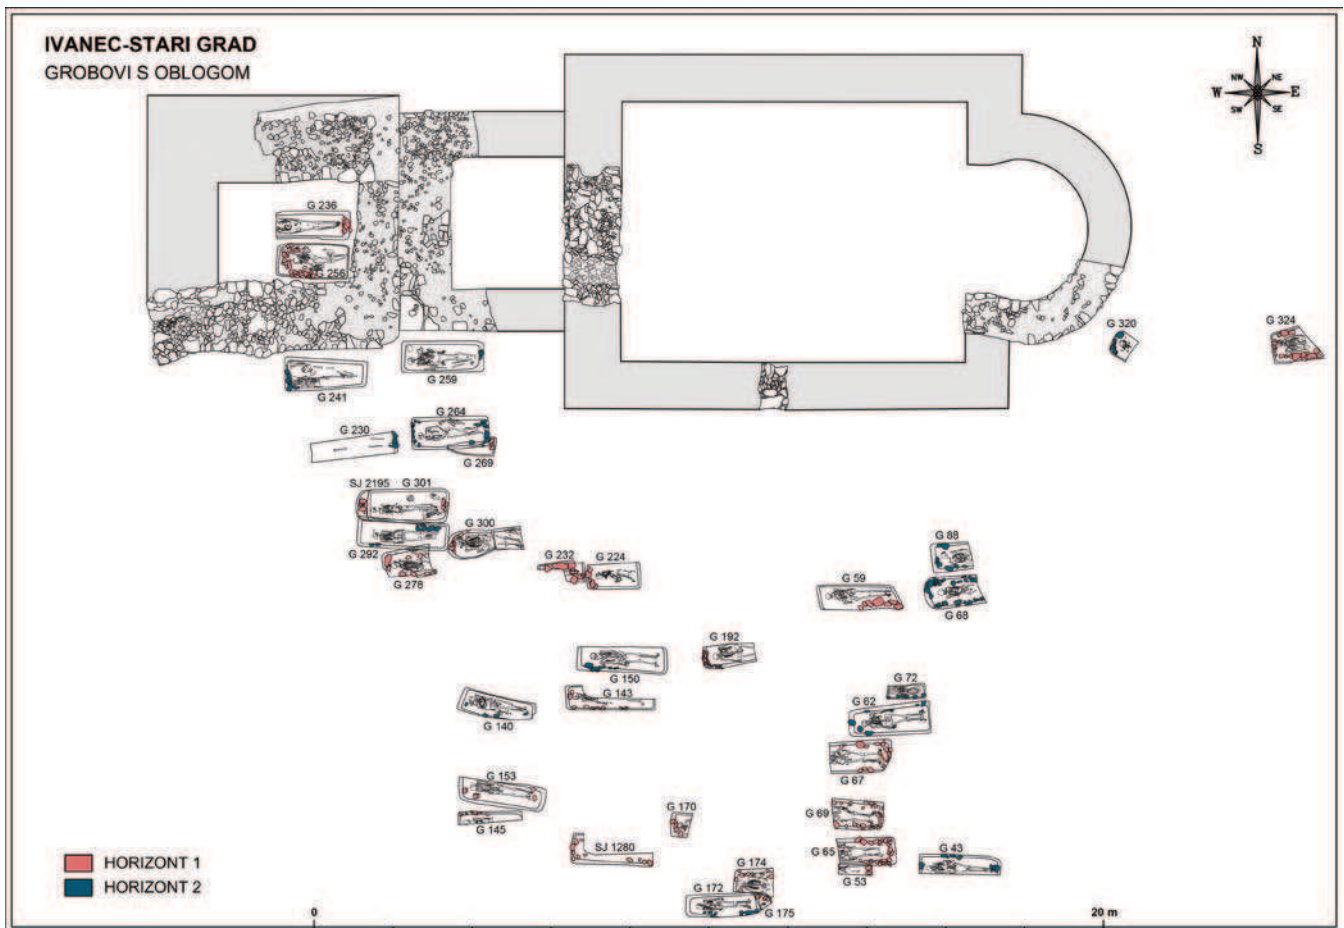 IVANEC-STARI GRAD
GROBOVI S OBLOGOM
N
NW NE
W E
SW SE
S
G 236
G 256
G 320
G 324
G 259
G 241
G 264
G 230
G 269
SJ 2195 G 301
G 300
G 292
G 278
G 232 G 224
G 88
G 59
G 68
G 192
G 150
G 143
G 72
G 62
G 140
G 67
G 153
G 170
G 69
G 145
SJ 1280
G 65
G 43
G 53
G 174
G 172
G 175
HORIZONT 1
HORIZONT 2
0 20 m